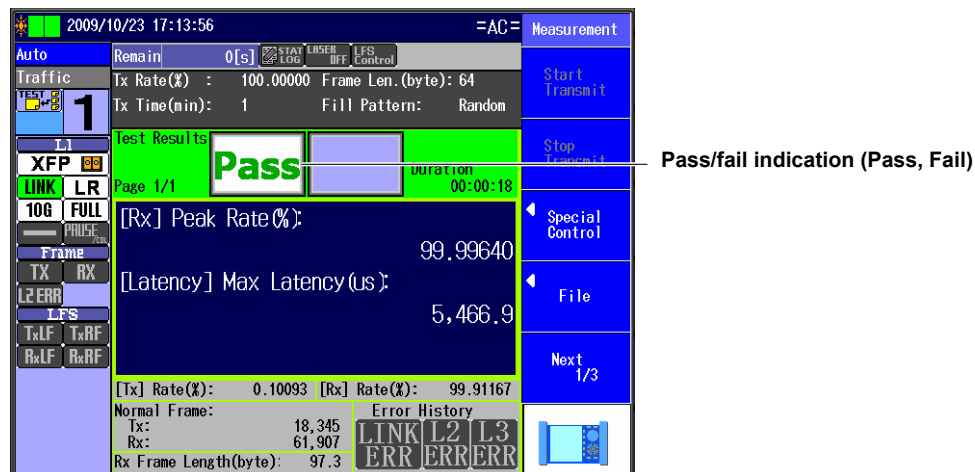 2009/10/23 17:13:56 =AC=
Measurement
Auto
Remain 0[s] STAT LOG LASER OFF LFS Control
Traffic
Tx Rate(%) : 100.00000 Frame Len.(byte): 64
Tx Time(min): 1 Fill Pattern: Random
Start Transmit
TEST 1
Test Results
Pass
Duration
Page 1/1 00:00:18
Stop Transmit
Pass/fail indication (Pass, Fail)
L1
XFP
LINK LR
10G FULL
PAUSE /COL
Frame
TX RX
L2 ERR
LFS
TxLF TxRF
RxLF RxRF
[Rx] Peak Rate(%):
99.99640
[Latency] Max Latency(us):
5,466.9
Special Control
File
Next 1/3
[Tx] Rate(%): 0.10093 [Rx] Rate(%): 99.91167
Normal Frame:
Tx: 18,345
Rx: 61,907
Rx Frame Length(byte): 97.3
Error History
LINK ERR L2 ERR L3 ERR